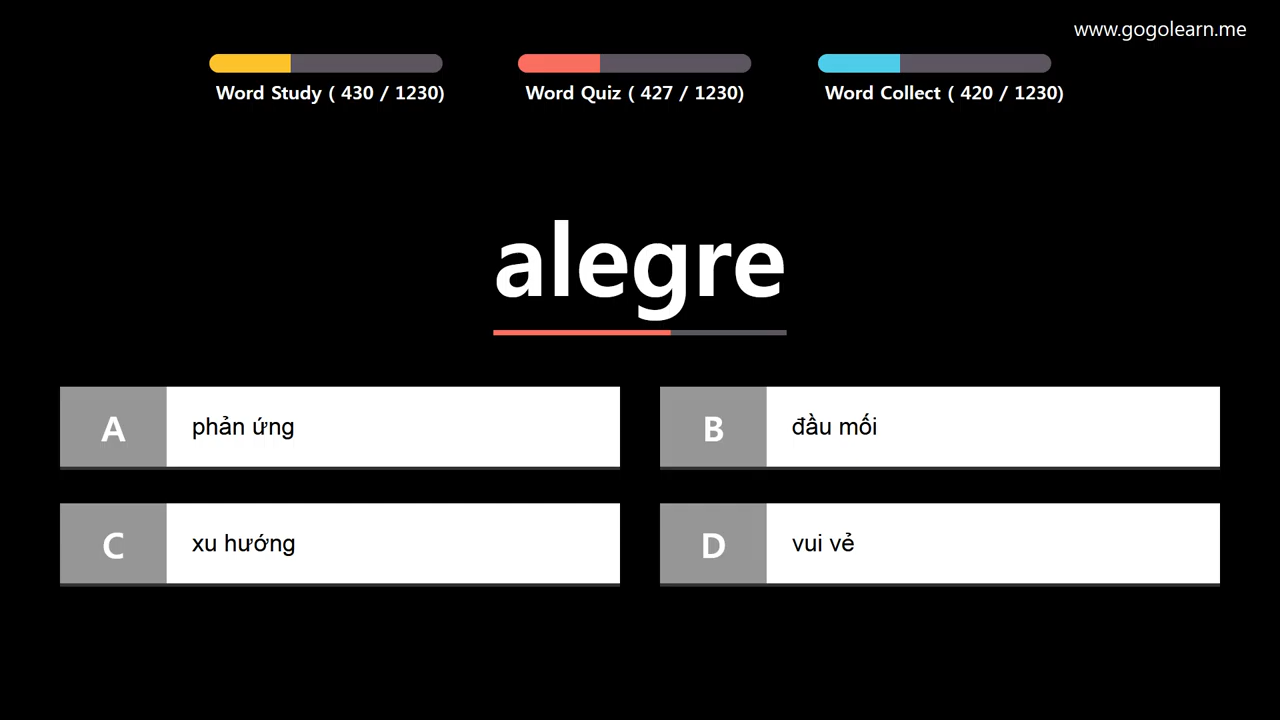 www.gogolearn.me
Word Study ( 430 / 1230)
Word Quiz ( 427 / 1230)
Word Collect ( 420 / 1230)
alegre
A
phản ứng
B
đầu mối
C
xu hướng
D
vui vẻ